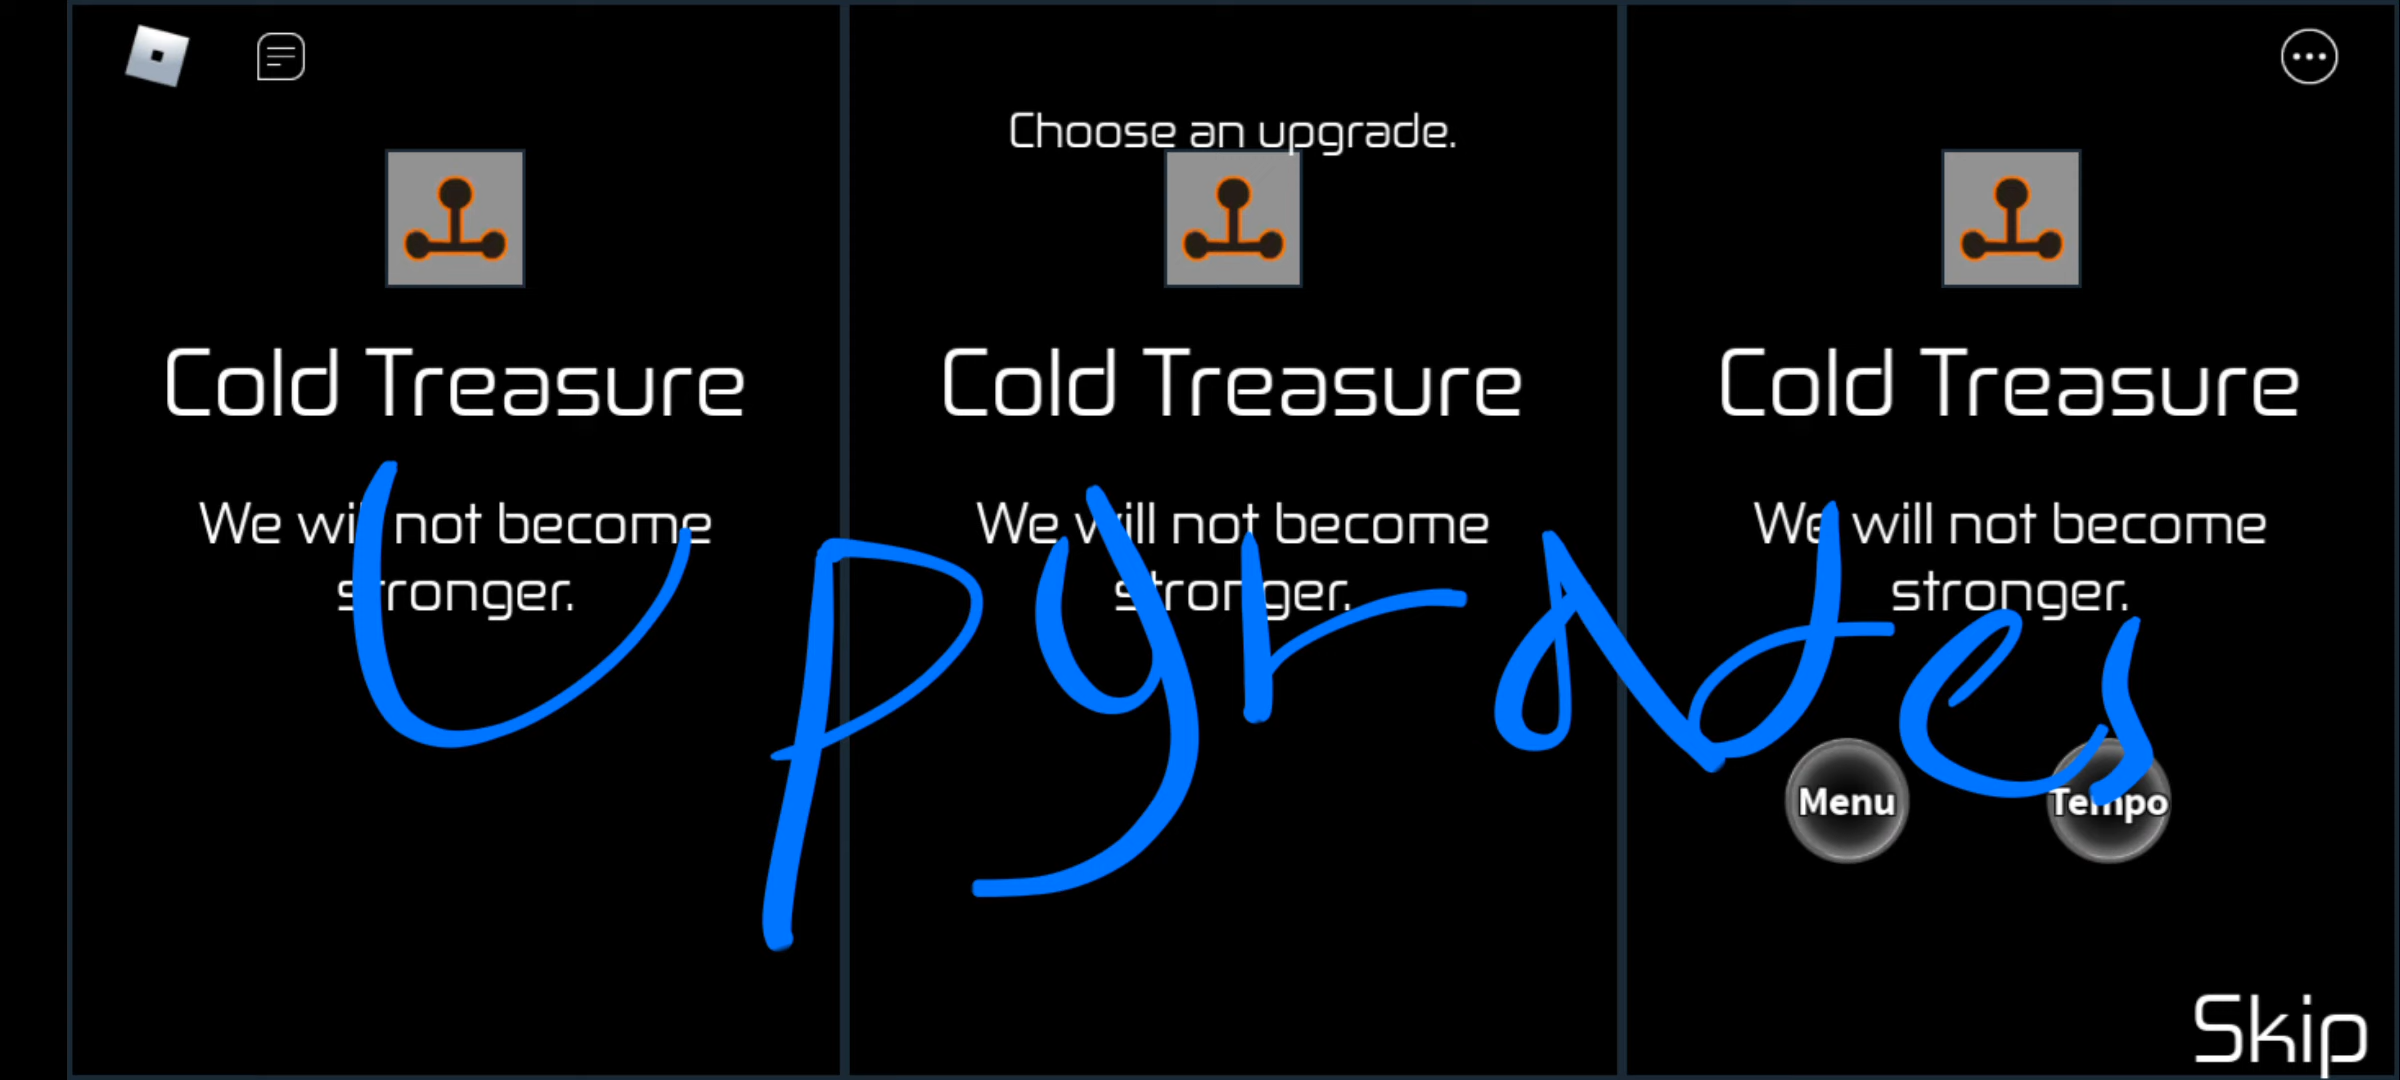 Choose an upgrade.
Cold Treasure
We will not become
stronger.
Cold Treasure
We will not become
stronger.
Cold Treasure
We will not become
stronger.
Upyrates
Menu
Tempo
Skip